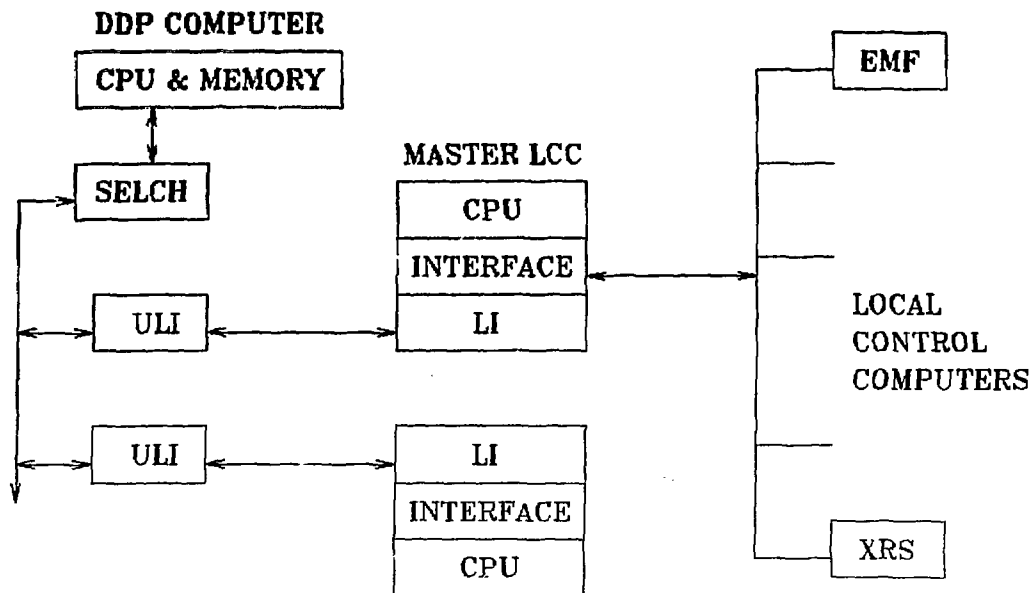 DDP COMPUTER
CPU & MEMORY
SELCH
ULI
ULI
MASTER LCC
CPU
INTERFACE
LI
LI
INTERFACE
CPU
EMF
LOCAL
CONTROL
COMPUTERS
XRS